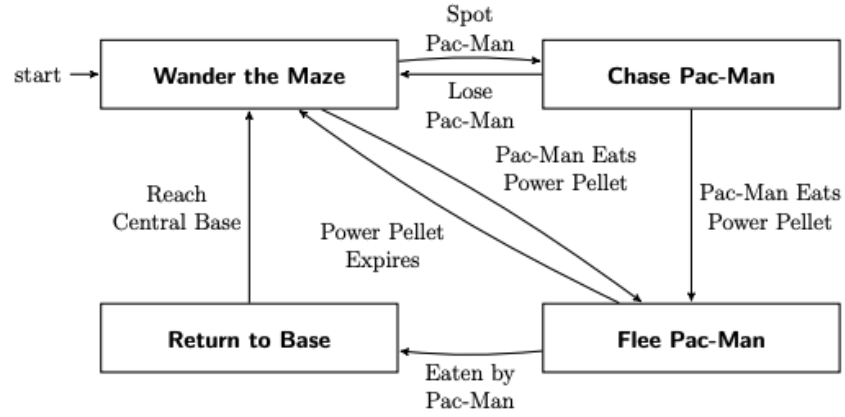 Spot
Pac-Man
start
Wander the Maze
Chase Pac-Man
Lose
Pac-Man
Pac-Man Eats
Power Pellet
Pac-Man Eats
Power Pellet
Reach
Central Base
Power Pellet
Expires
Return to Base
Flee Pac-Man
Eaten by
Pac-Man